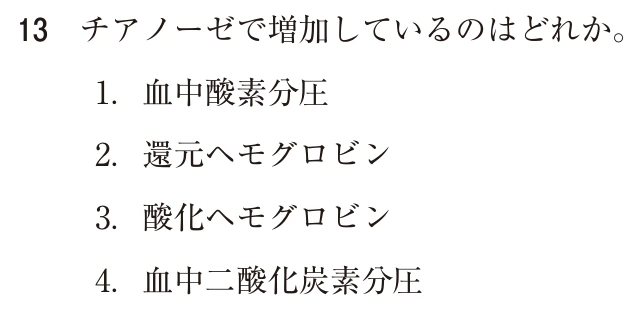 13 チアノーゼで増加しているのはどれか。
1. 血中酸素分圧
2. 還元ヘモグロビン
3. 酸化ヘモグロビン
4. 血中二酸化炭素分圧